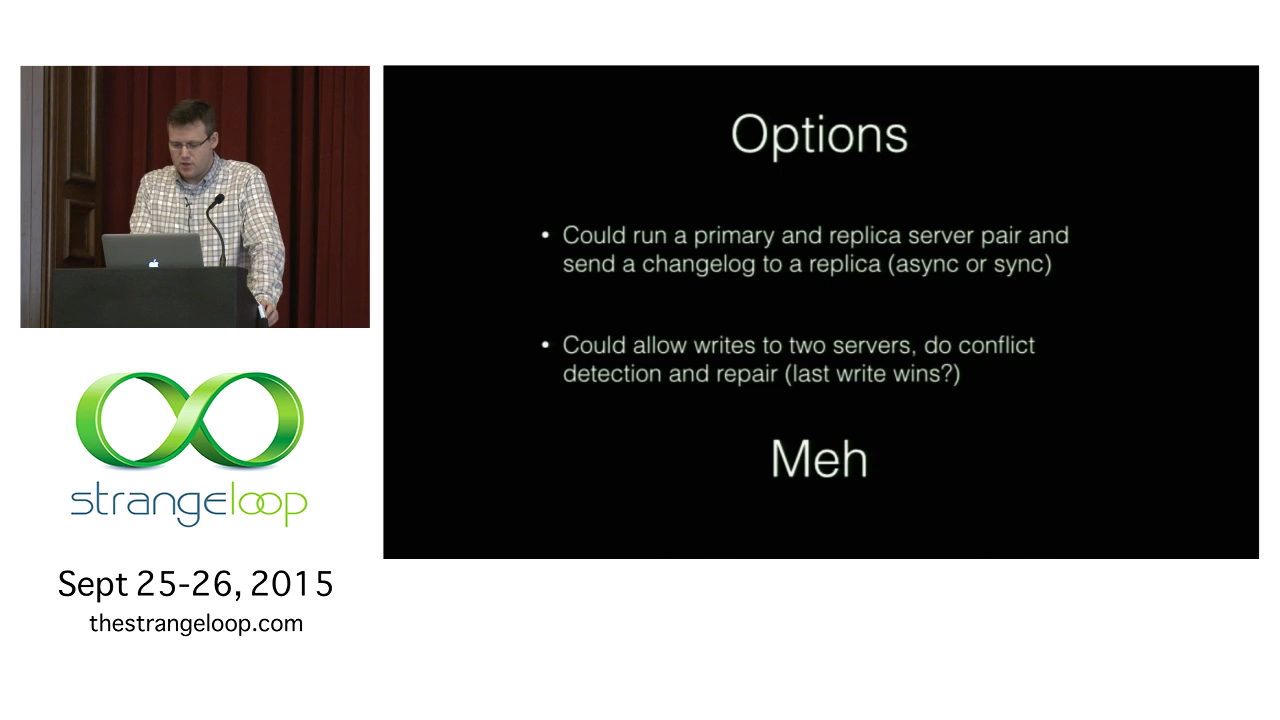 Options
• Could run a primary and replica server pair and
send a changelog to a replica (async or sync)
• Could allow writes to two servers, do conflict
detection and repair (last write wins?)
Meh
strangeloop
Sept 25-26, 2015
thestrangeloop.com